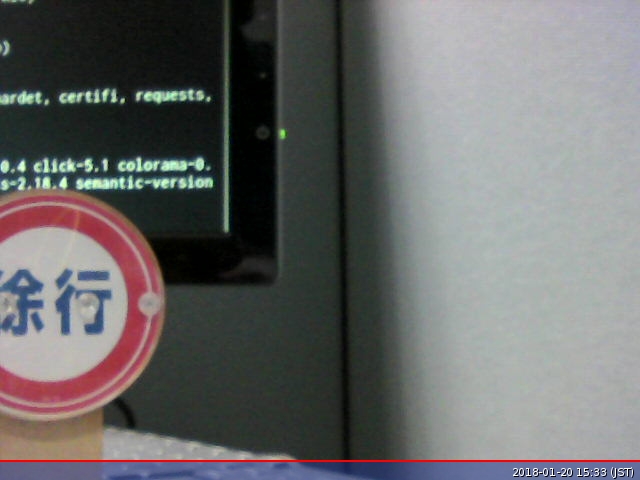 )
ardet, certifi, requests,
0.4 click-5.1 colorama-0.
s-2.18.4 semantic-version
徐行
2018-01-20 15:33 (JST)